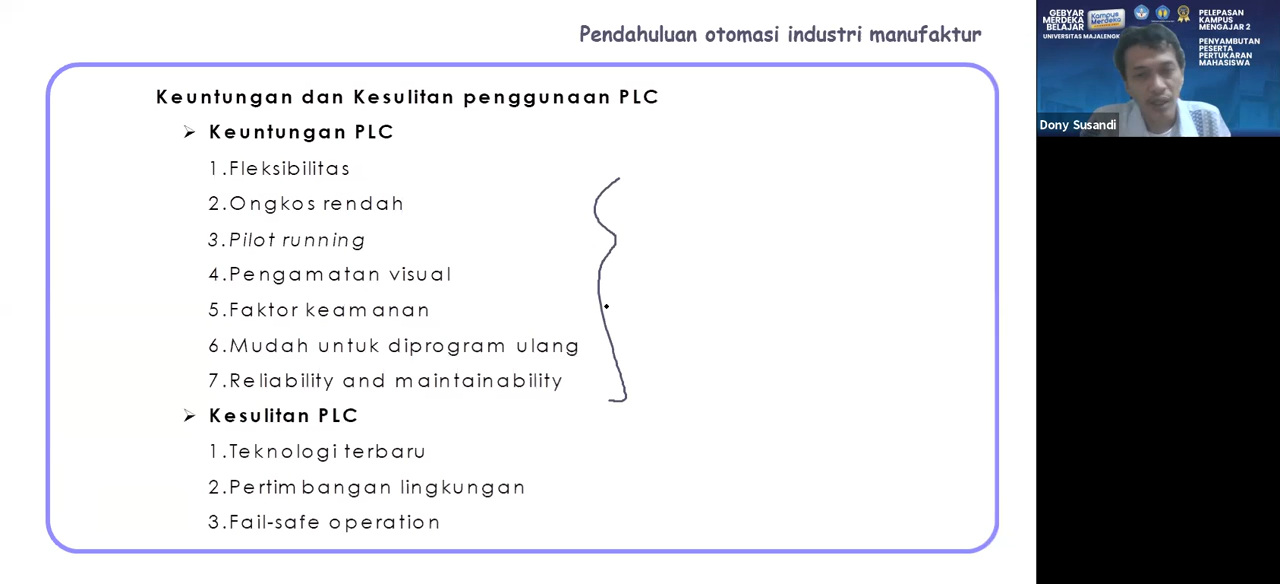 Pendahuluan otomasi industri manufaktur
Keuntungan dan Kesulitan penggunaan PLC
Keuntungan PLC
1.Fleksibilitas
2.Ongkos rendah
3.Pilot running
4.Pengamatan visual
5.Faktor keamanan
6.Mudah untuk diprogram ulang
7.Reliability and maintainability
Kesulitan PLC
1.Teknologi terbaru
2.Pertimbangan lingkungan
3.Fail-safe operation
GEBYAR
MERDEKA
BELAJAR
UNIVERSITAS MAJALENGK
Kampus
Merdeka
PELEPASAN
KAMPUS
MENGAJAR 2
PENYAMBUTAN
PESERTA
PERTUKARAN
MAHASISWA
Dony Susandi